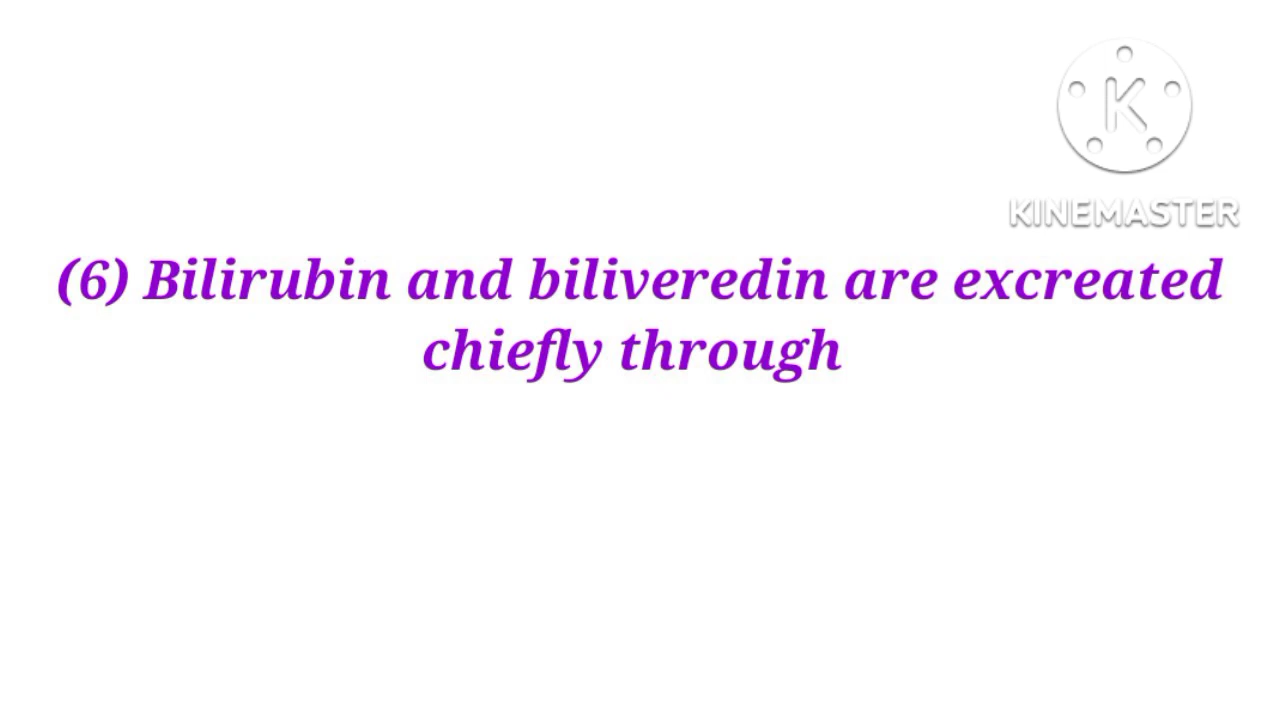 KINEMASTER
(6) Bilirubin and biliveredin are excreated
chiefly through